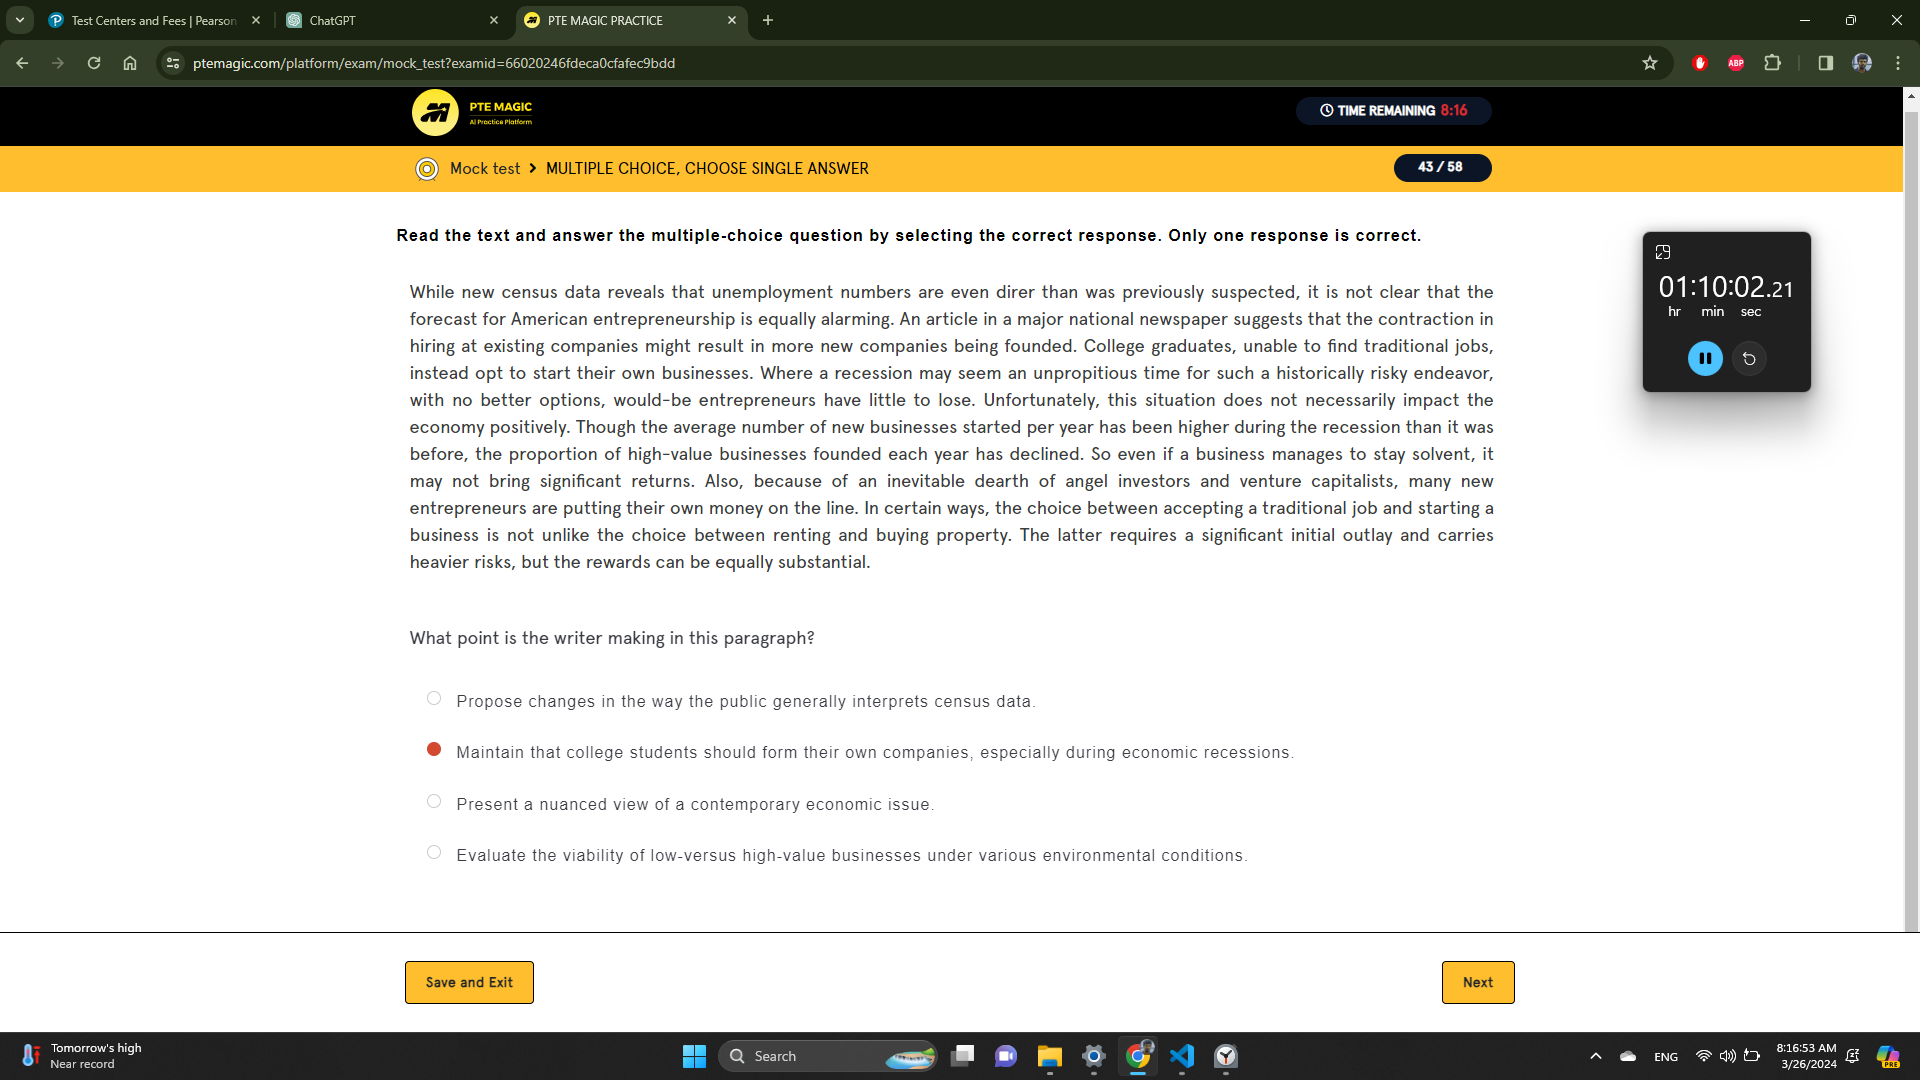 Test Centers and Fees | Pearson
ChatGPT
PTE MAGIC PRACTICE
ptemagic.com/platform/exam/mock_test?examid=66020246fdeca0cfafec9bdd
ABP
PTE MAGIC
AI Practice Platform
TIME REMAINING 8:16
Mock test > MULTIPLE CHOICE, CHOOSE SINGLE ANSWER
43 / 58
Read the text and answer the multiple-choice question by selecting the correct response. Only one response is correct.
01:10:02.21
hr min sec
While new census data reveals that unemployment numbers are even direr than was previously suspected, it is not clear that the
forecast for American entrepreneurship is equally alarming. An article in a major national newspaper suggests that the contraction in
hiring at existing companies might result in more new companies being founded. College graduates, unable to find traditional jobs,
instead opt to start their own businesses. Where a recession may seem an unpropitious time for such a historically risky endeavor,
with no better options, would-be entrepreneurs have little to lose. Unfortunately, this situation does not necessarily impact the
economy positively. Though the average number of new businesses started per year has been higher during the recession than it was
before, the proportion of high-value businesses founded each year has declined. So even if a business manages to stay solvent, it
may not bring significant returns. Also, because of an inevitable dearth of angel investors and venture capitalists, many new
entrepreneurs are putting their own money on the line. In certain ways, the choice between accepting a traditional job and starting a
business is not unlike the choice between renting and buying property. The latter requires a significant initial outlay and carries
heavier risks, but the rewards can be equally substantial.
What point is the writer making in this paragraph?
Propose changes in the way the public generally interprets census data.
Maintain that college students should form their own companies, especially during economic recessions.
Present a nuanced view of a contemporary economic issue.
Evaluate the viability of low-versus high-value businesses under various environmental conditions.
Save and Exit
Next
Tomorrow's high
Near record
Search
ENG
8:16:53 AM
3/26/2024
PRE